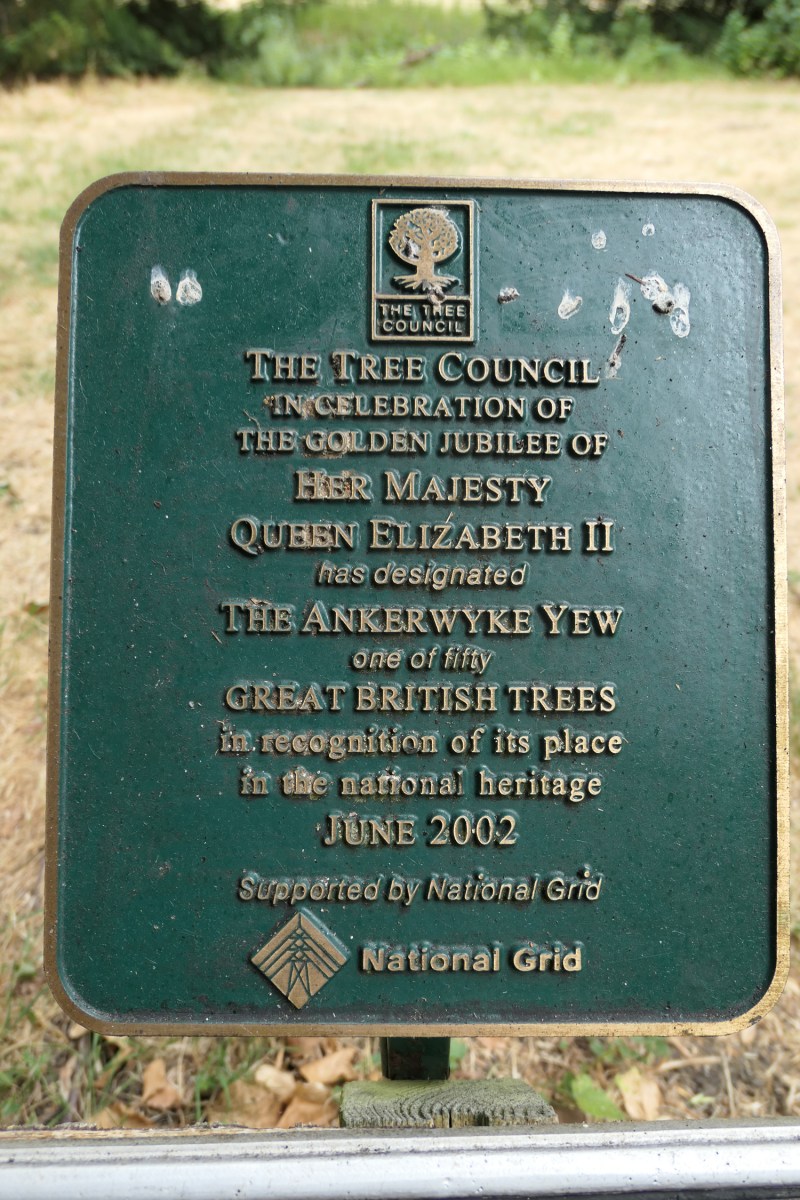 THE TREE
COUNCIL
THE TREE COUNCIL
IN CELEBRATION OF
THE GOLDEN JUBILEE OF
HER MAJESTY
QUEEN ELIZABETH II
has designated
THE ANKERWYKE YEW
one of fifty
GREAT BRITISH TREES
in recognition of its place
in the national heritage
JUNE 2002
Supported by National Grid
National Grid